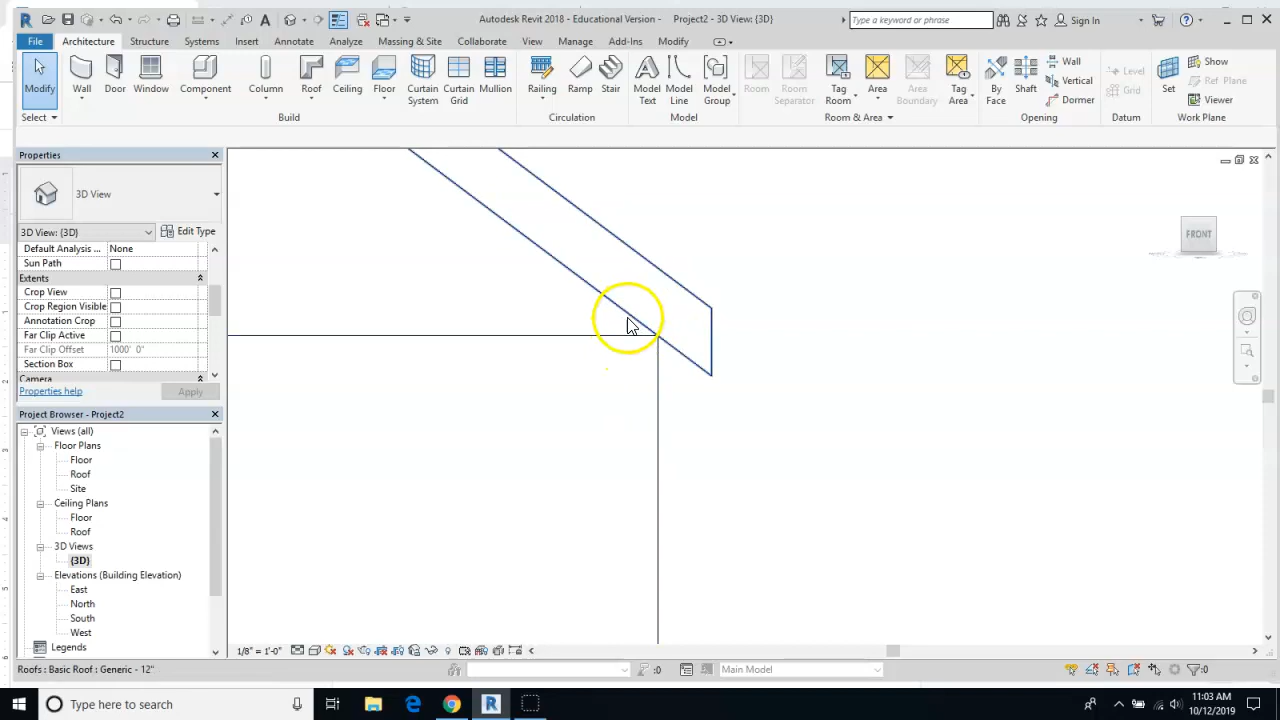 Autodesk Revit 2018 - Educational Version - Project2 - 3D View: {3D}
Type a keyword or phrase
Sign In
File Architecture Structure Systems Insert Annotate Analyze Massing & Site Collaborate View Manage Add-Ins Modify
Modify Wall Door Window Component Column Roof Ceiling Floor Curtain System Curtain Grid Mullion Railing Ramp Stair Model Text Model Line Model Group Room Room Separator Tag Room Area Area Boundary Tag Area By Face Shaft Wall Vertical Dormer Level Grid Set Show Ref Plane Viewer
Select Build Circulation Model Room & Area Opening Datum Work Plane
Properties
3D View
3D View: {3D} Edit Type
Default Analysis ... None
Sun Path
Extents
Crop View
Crop Region Visible
Annotation Crop
Far Clip Active
Far Clip Offset 1000' 0"
Section Box
Camera
Properties help Apply
FRONT
Project Browser - Project2
Views (all)
Floor Plans
Floor
Roof
Site
Ceiling Plans
Floor
Roof
3D Views
{3D}
Elevations (Building Elevation)
East
North
South
West
Legends
1/8" = 1'-0"
Roofs : Basic Roof : Generic - 12"
:0
Main Model
:0
Type here to search
11:03 AM
10/12/2019